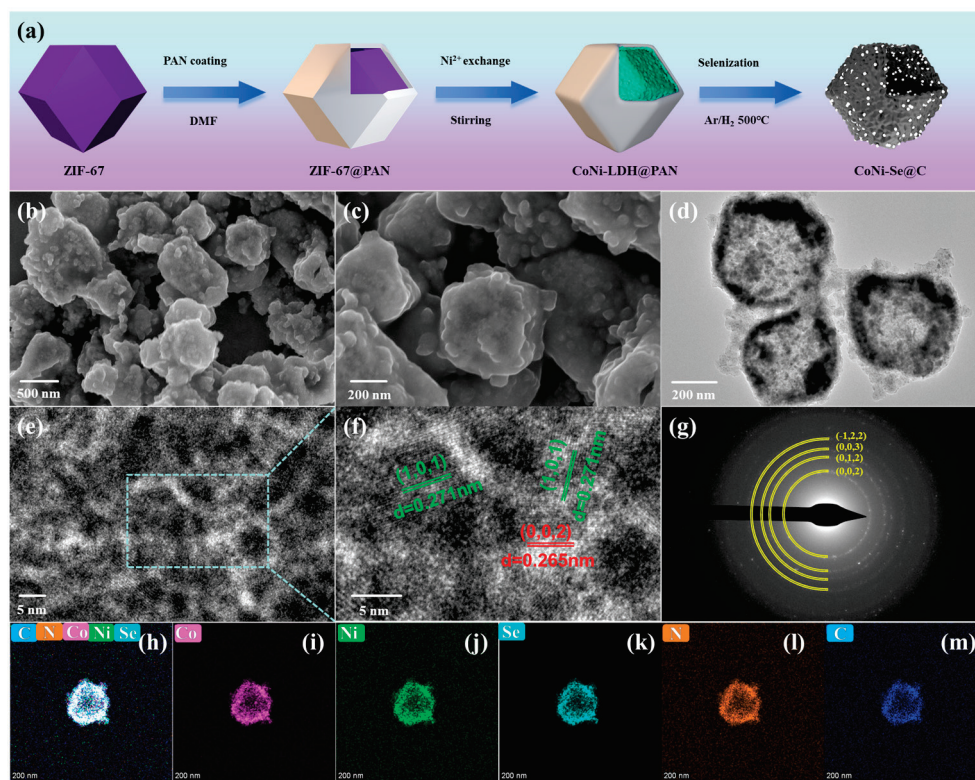 (a)
PAN coating
DMF
Ni²⁺ exchange
Stirring
Selenization
Ar/H₂ 500℃
ZIF-67
ZIF-67@PAN
CoNi-LDH@PAN
CoNi-Se@C
(b)
500 nm
(c)
200 nm
(d)
200 nm
(e)
5 nm
(f)
(1,0,1)
d=0.271nm
(1,0,1)
d=0.271nm
(0,0,2)
d=0.265nm
5 nm
(g)
(-1,2,2)
(0,0,3)
(0,1,2)
(0,0,2)
C N Co Ni Se
(h)
200 nm
Co
(i)
200 nm
Ni
(j)
200 nm
Se
(k)
200 nm
N
(l)
200 nm
C
(m)
200 nm